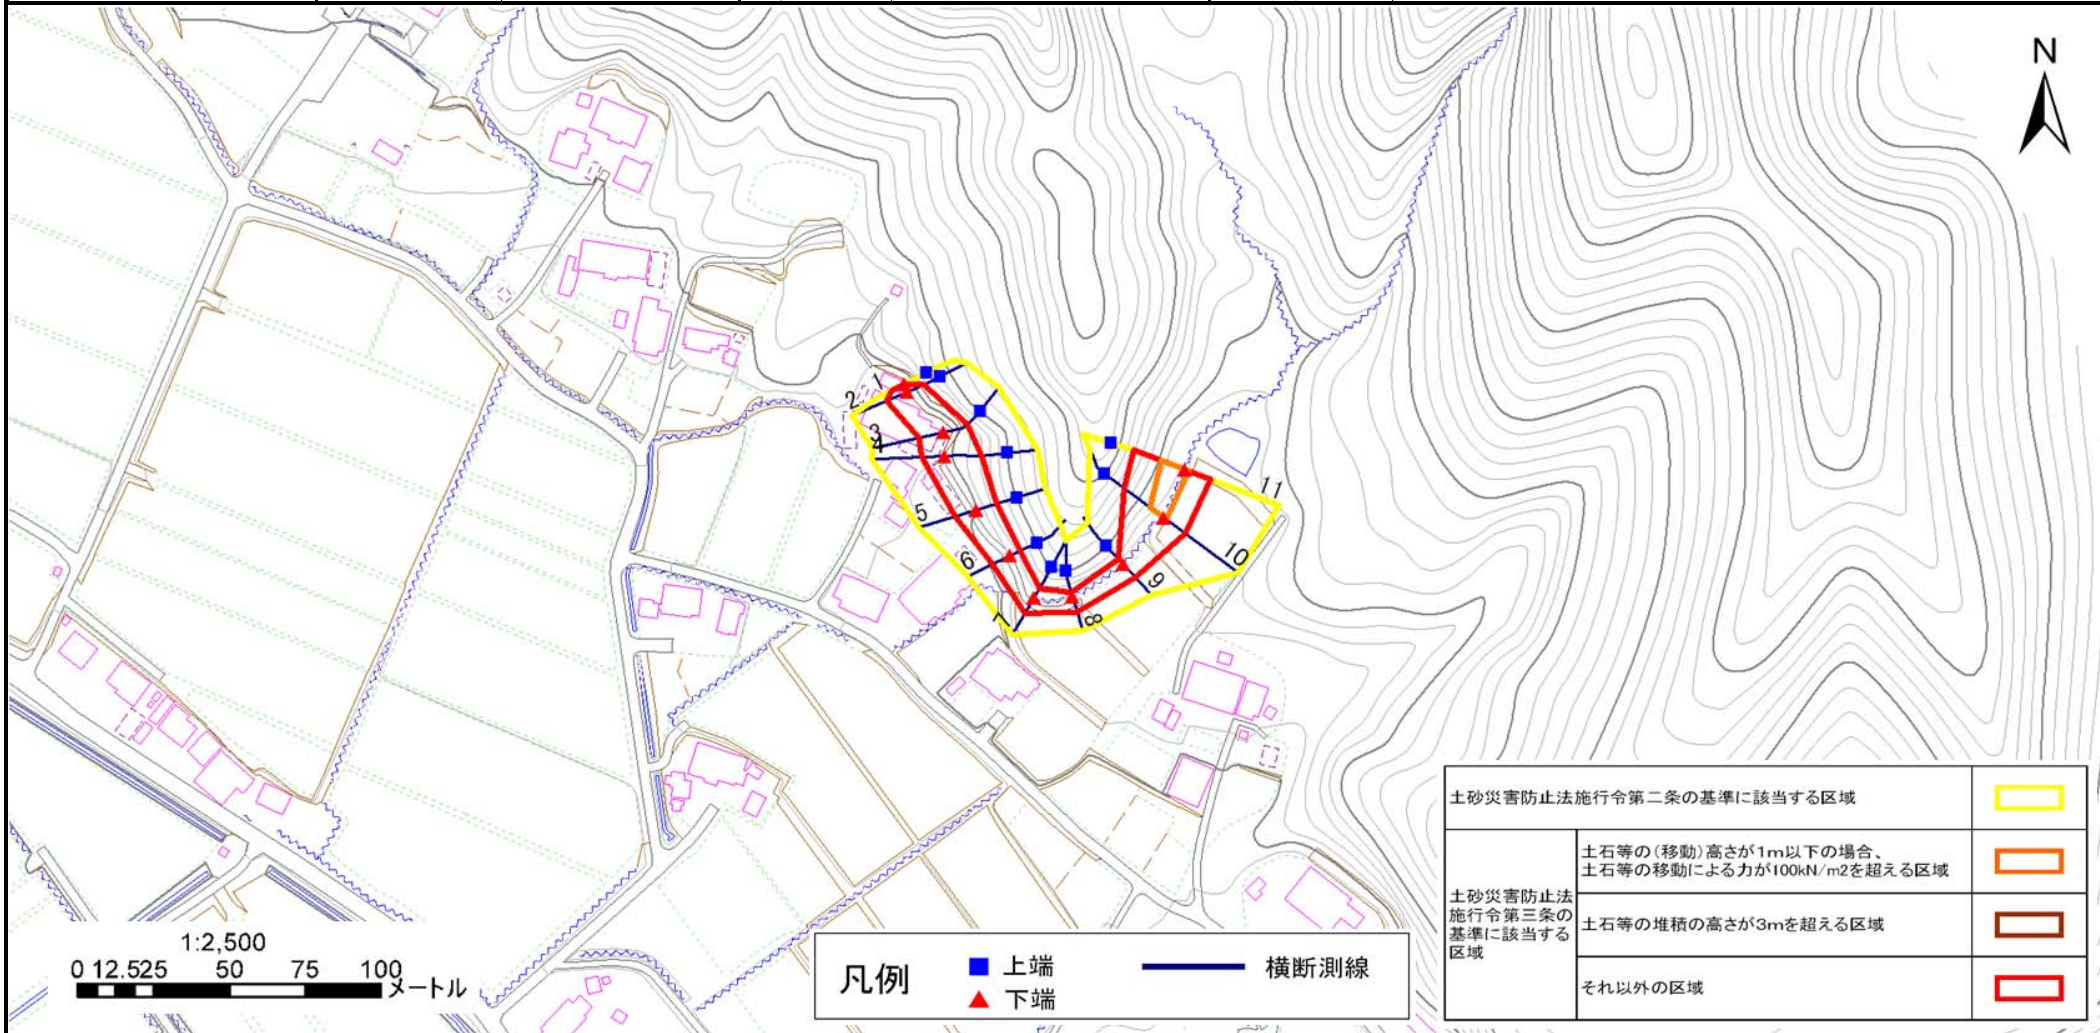 N
1
2
3
4
5
6
7
8
9
10
11
1:2,500
0 12.525 50 75 100
メートル
凡例
上端
下端
横断測線
土砂災害防止法施行令第二条の基準に該当する区域
土砂災害防止法
施行令第三条の
基準に該当する
区域
土石等の(移動)高さが1m以下の場合、
土石等の移動による力が100kN/m2を超える区域
土石等の堆積の高さが3mを超える区域
それ以外の区域